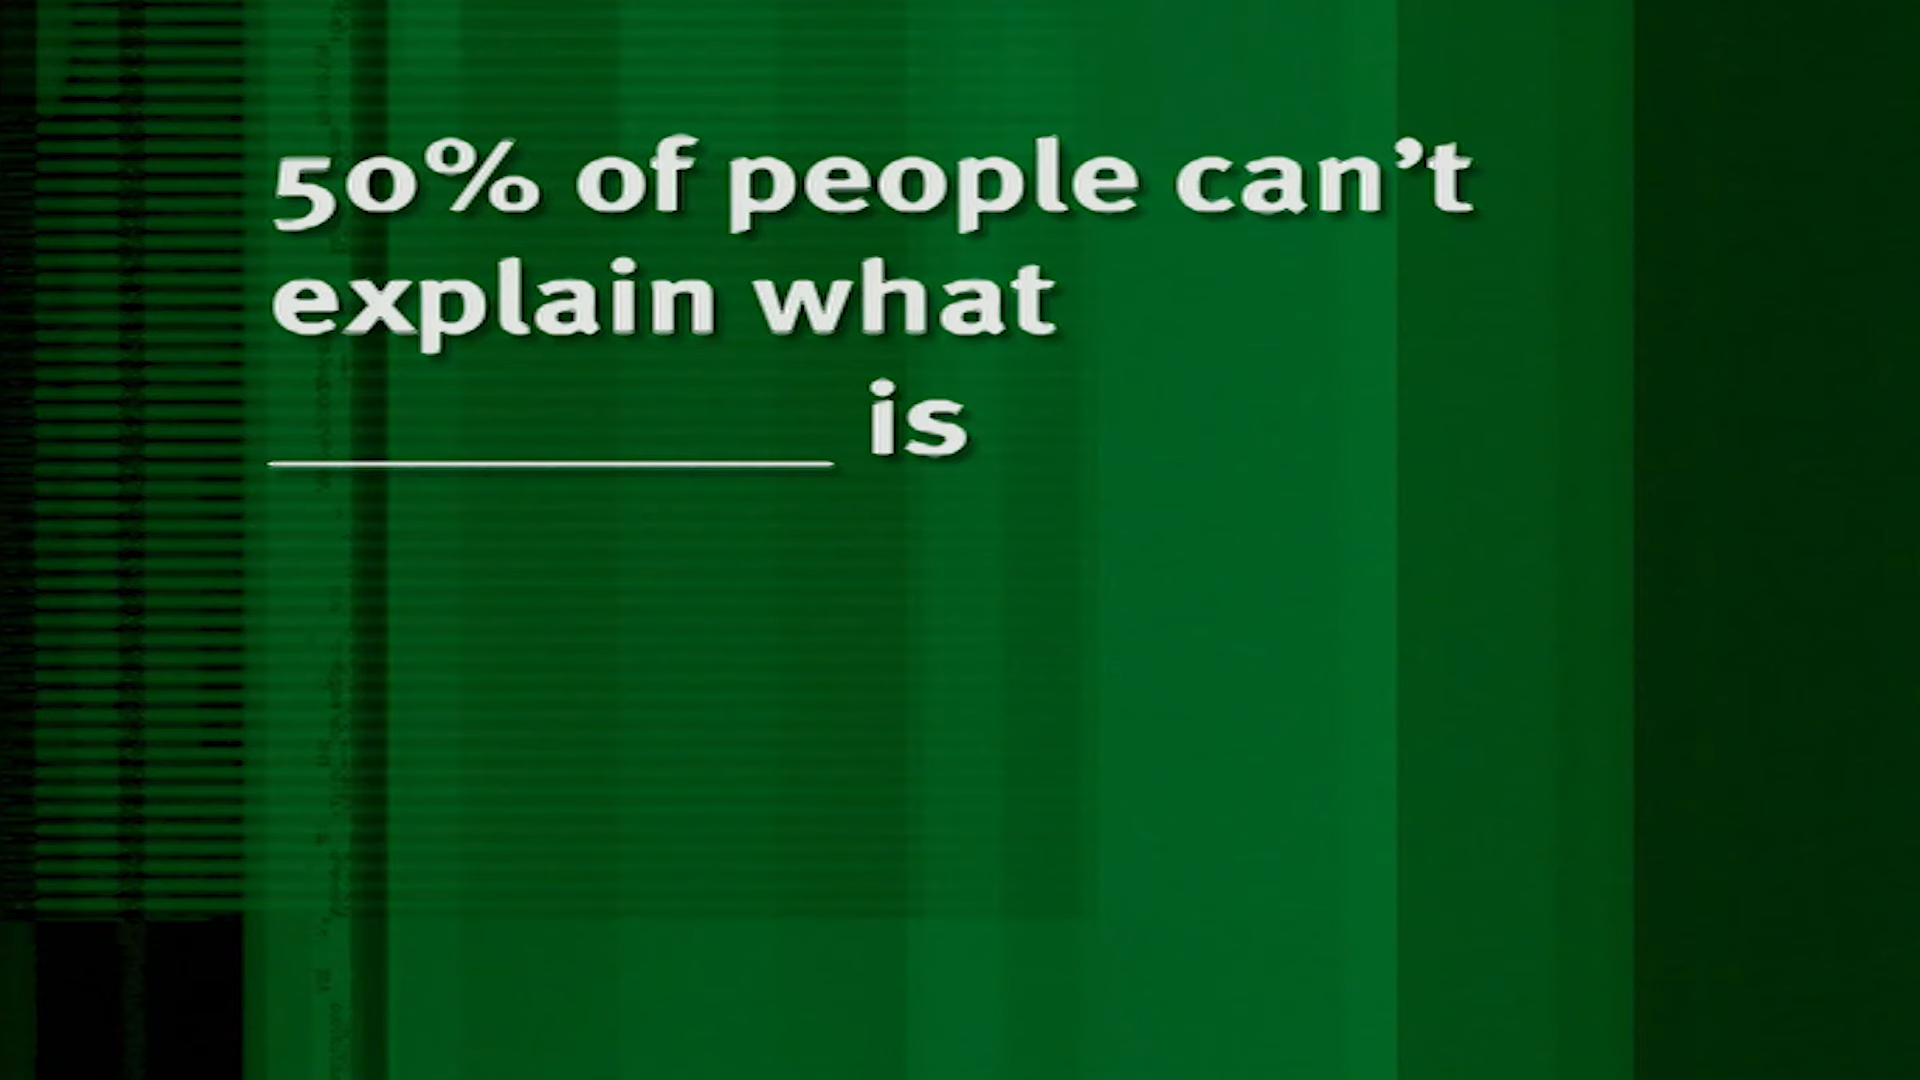 50% of people can't
explain what
__________ is